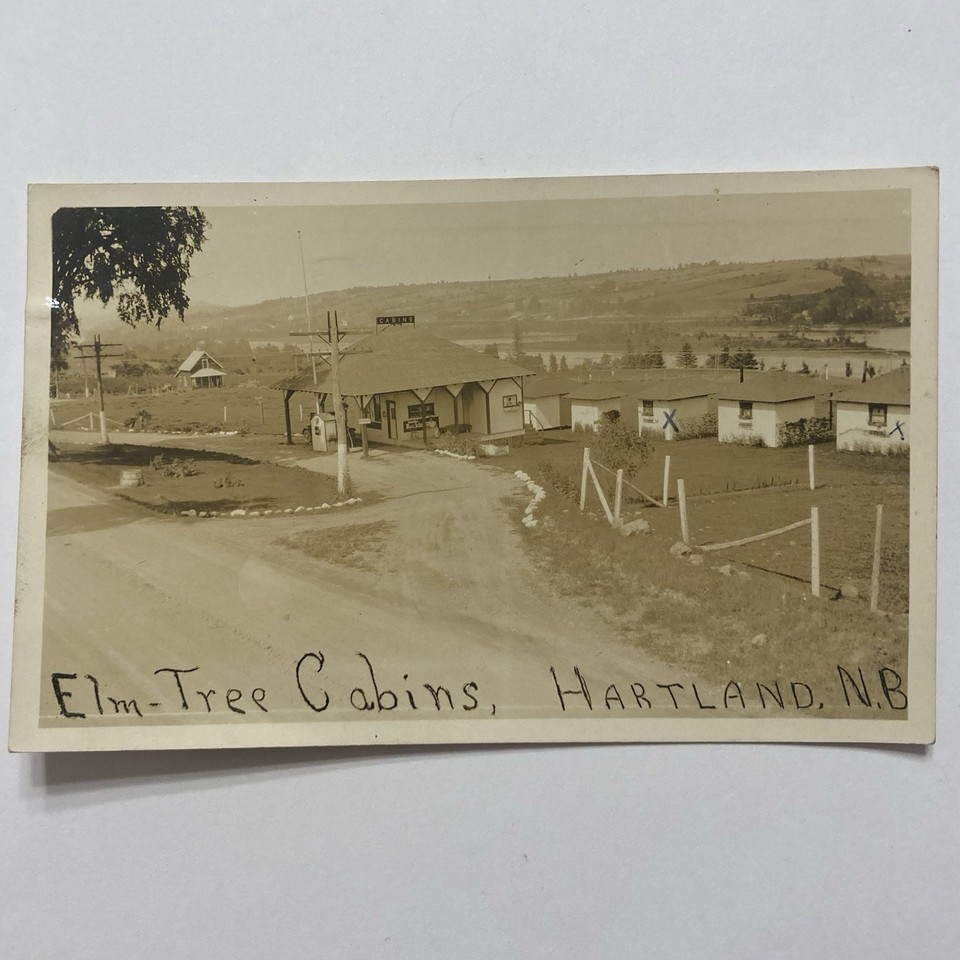 CABINS
X
X
Elm-Tree Cabins, HARTLAND, N.B